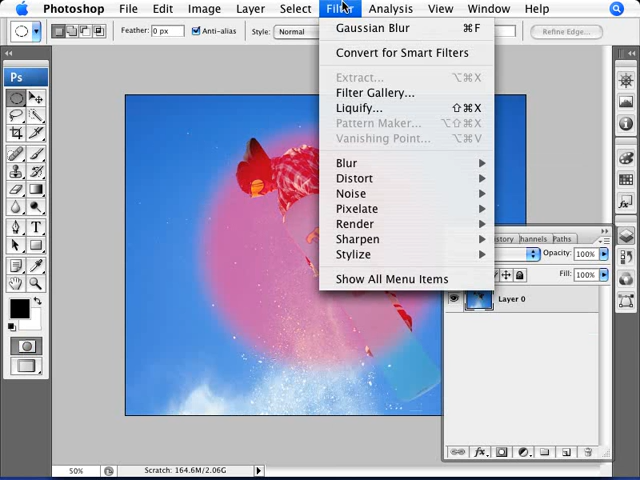 Photoshop File Edit Image Layer Select Filter Analysis View Window Help
Feather: 0 px Anti-alias Style: Normal Refine Edge...
Gaussian Blur ⌘F
Convert for Smart Filters
Extract... ⌥⌘X
Filter Gallery...
Liquify... ⇧⌘X
Pattern Maker... ⌥⇧⌘X
Vanishing Point... ⌥⌘V
Blur
Distort
Noise
Pixelate
Render
Sharpen
Stylize
Show All Menu Items
Ps
istory hannels Paths
Opacity: 100%
Fill: 100%
Layer 0
50% Scratch: 164.6M/2.06G